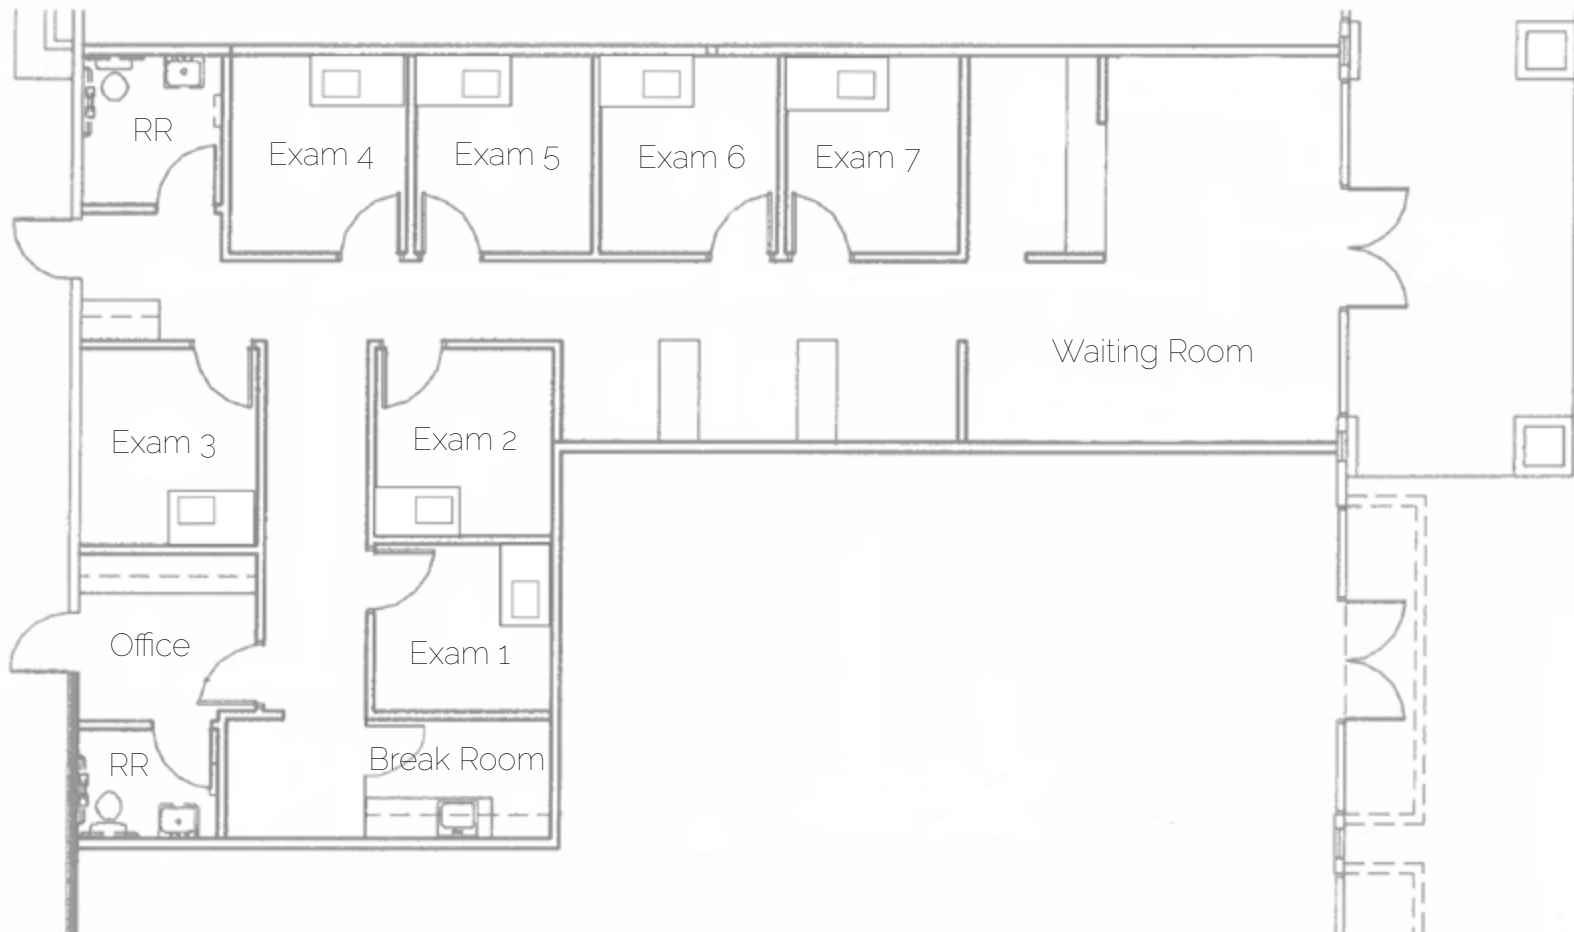 RR
Exam 4
Exam 5
Exam 6
Exam 7
Waiting Room
Exam 3
Exam 2
Office
Exam 1
RR
Break Room